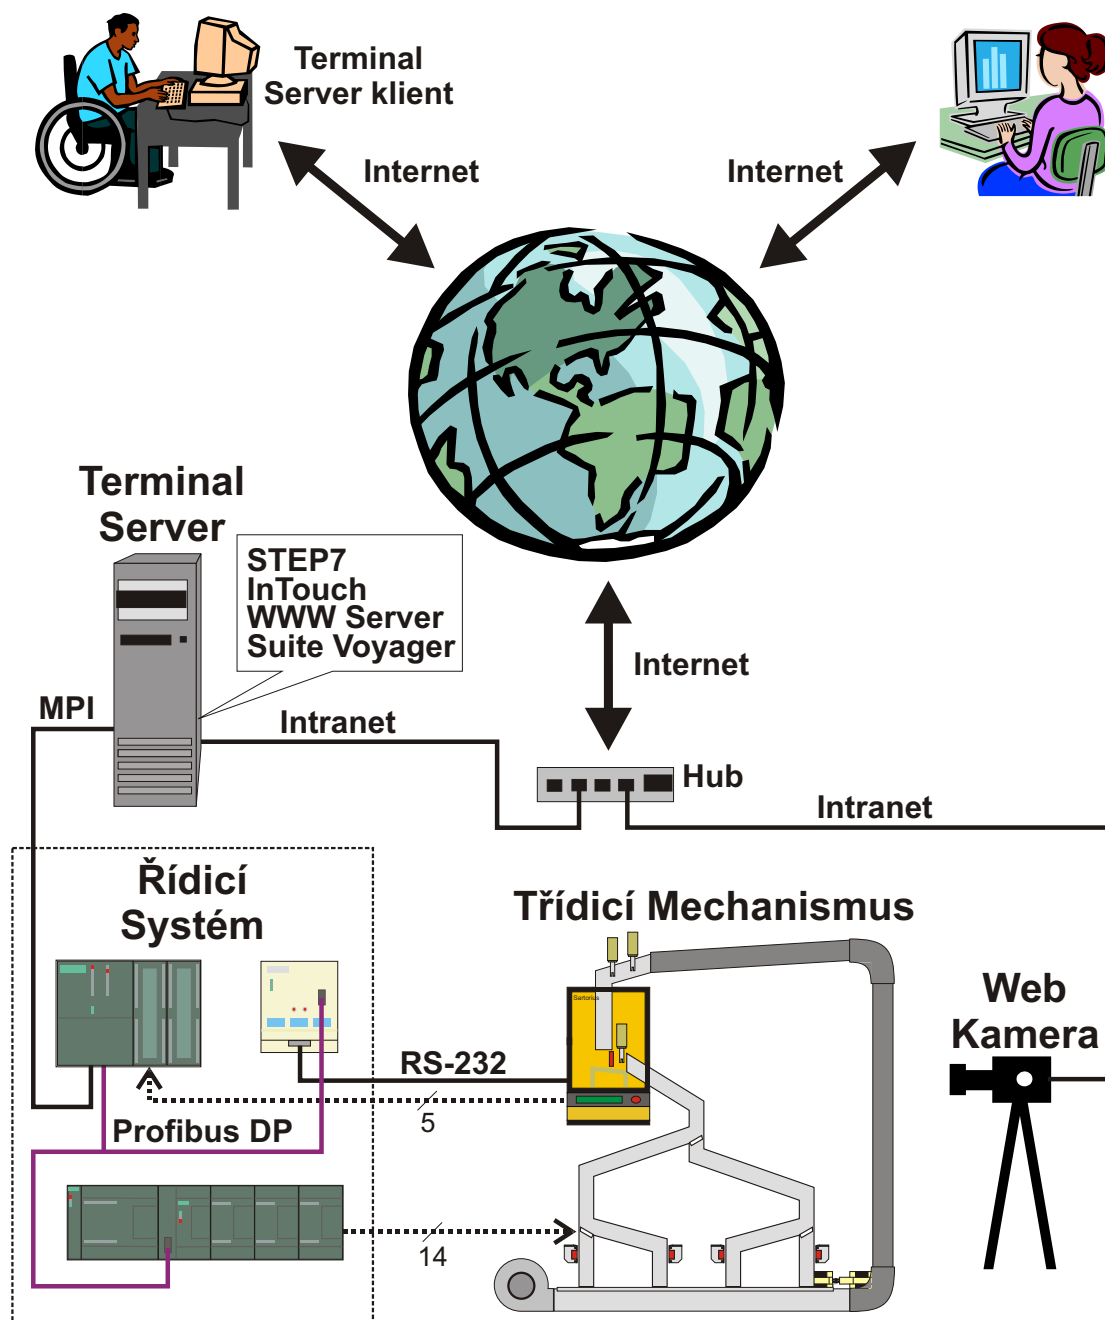 Terminal
Server klient
Internet
Internet
Terminal
Server
STEP7
InTouch
WWW Server
Suite Voyager
Internet
MPI
Intranet
Hub
Intranet
Řídicí
Systém
Třídicí Mechanismus
Sartorius
Web
Kamera
RS-232
5
Profibus DP
14